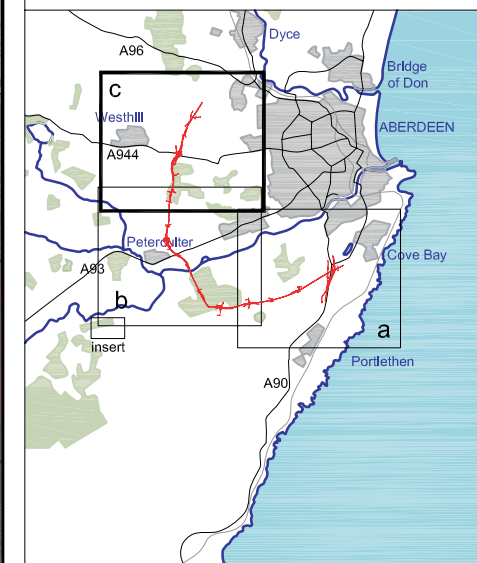 Dyce
A96
Bridge
of Don
c
Westhill
ABERDEEN
A944
Peterculter
Cove Bay
A93
b
a
insert
Portlethen
A90